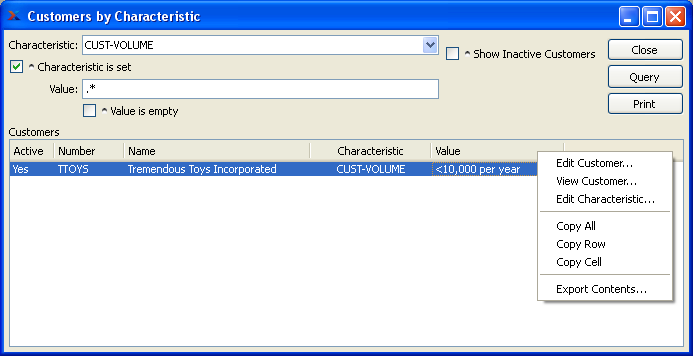 Customers by Characteristic
Characteristic: CUST-VOLUME
^ Show Inactive Customers
Close
^ Characteristic is set
Query
Value: .*
Print
^ Value is empty
Customers
Active Number Name Characteristic Value
Yes TTOYS Tremendous Toys Incorporated CUST-VOLUME <10,000 per year
Edit Customer...
View Customer...
Edit Characteristic...
Copy All
Copy Row
Copy Cell
Export Contents...